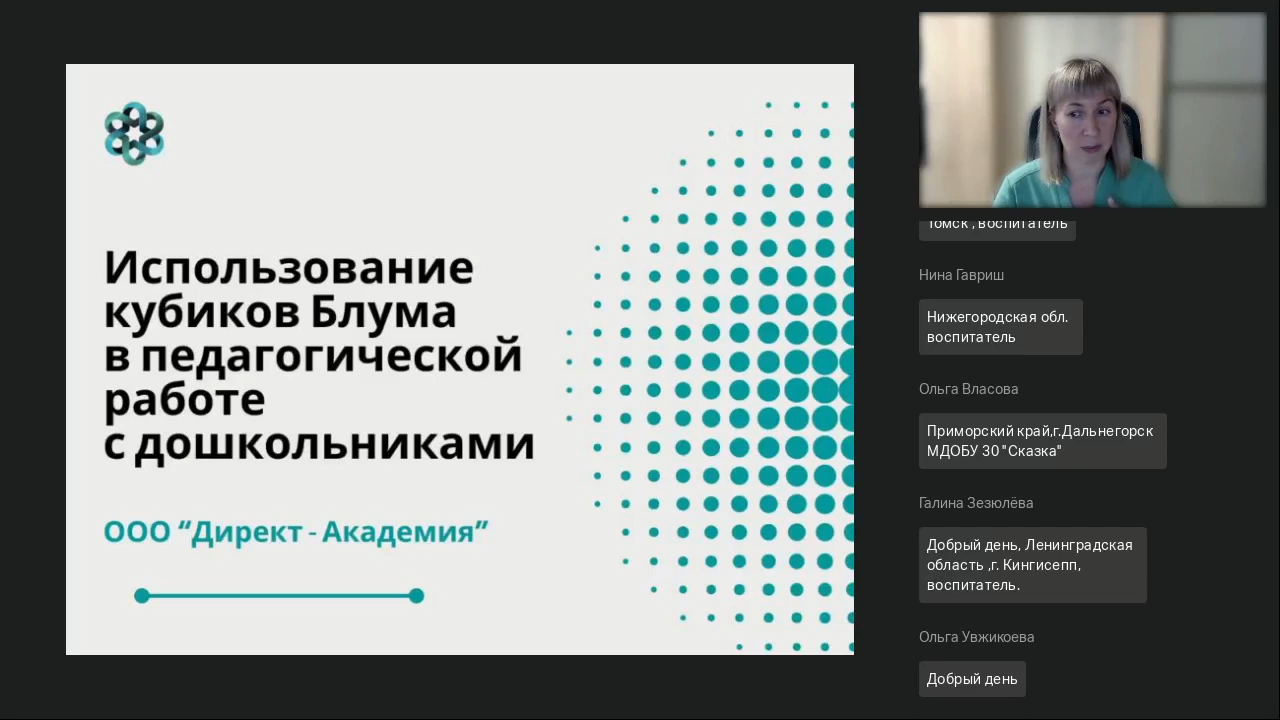 Использование
кубиков Блума
в педагогической
работе
с дошкольниками
ООО “Директ - Академия”
Томск , воспитатель
Нина Гавриш
Нижегородская обл.
воспитатель
Ольга Власова
Приморский край,г.Дальнегорск
МДОБУ 30 "Сказка"
Галина Зезюлёва
Добрый день, Ленинградская
область ,г. Кингисепп,
воспитатель.
Ольга Увжикоева
Добрый день